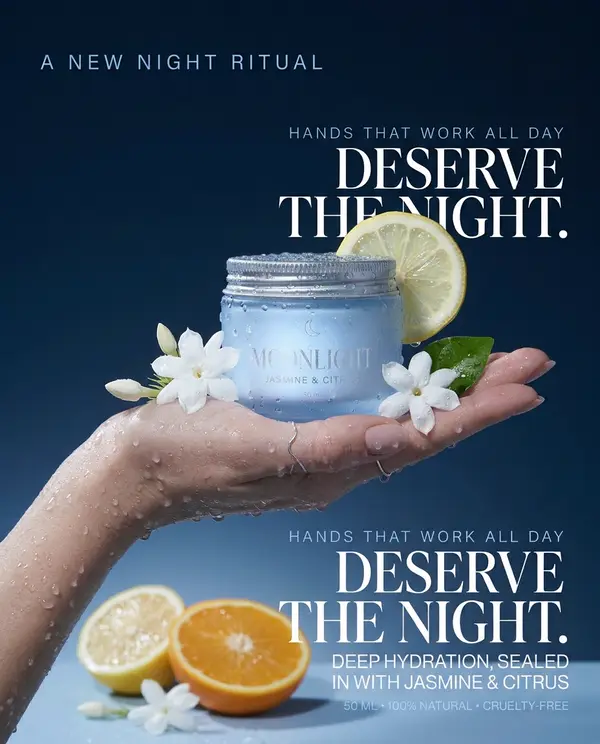 A NEW NIGHT RITUAL
HANDS THAT WORK ALL DAY
DESERVE
THE NIGHT.
MOONLIGHT
JASMINE & CIT
HANDS THAT WORK ALL DAY
DESERVE
THE NIGHT.
DEEP HYDRATION, SEALED
IN WITH JASMINE & CITRUS
50 ML • 100% NATURAL • CRUELTY-FREE